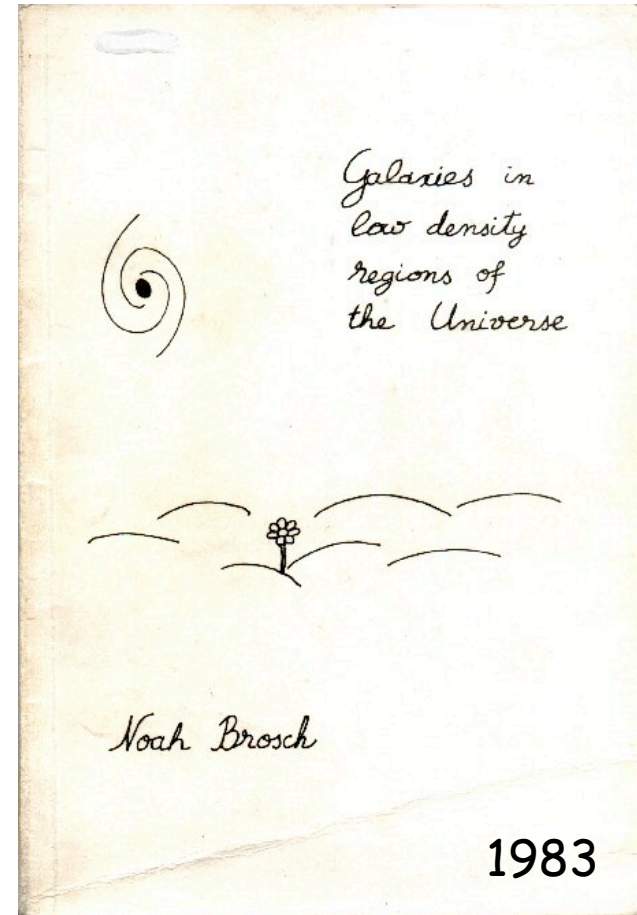 Galaxies in
low density
regions of
the Universe
Noah Brosch
1983